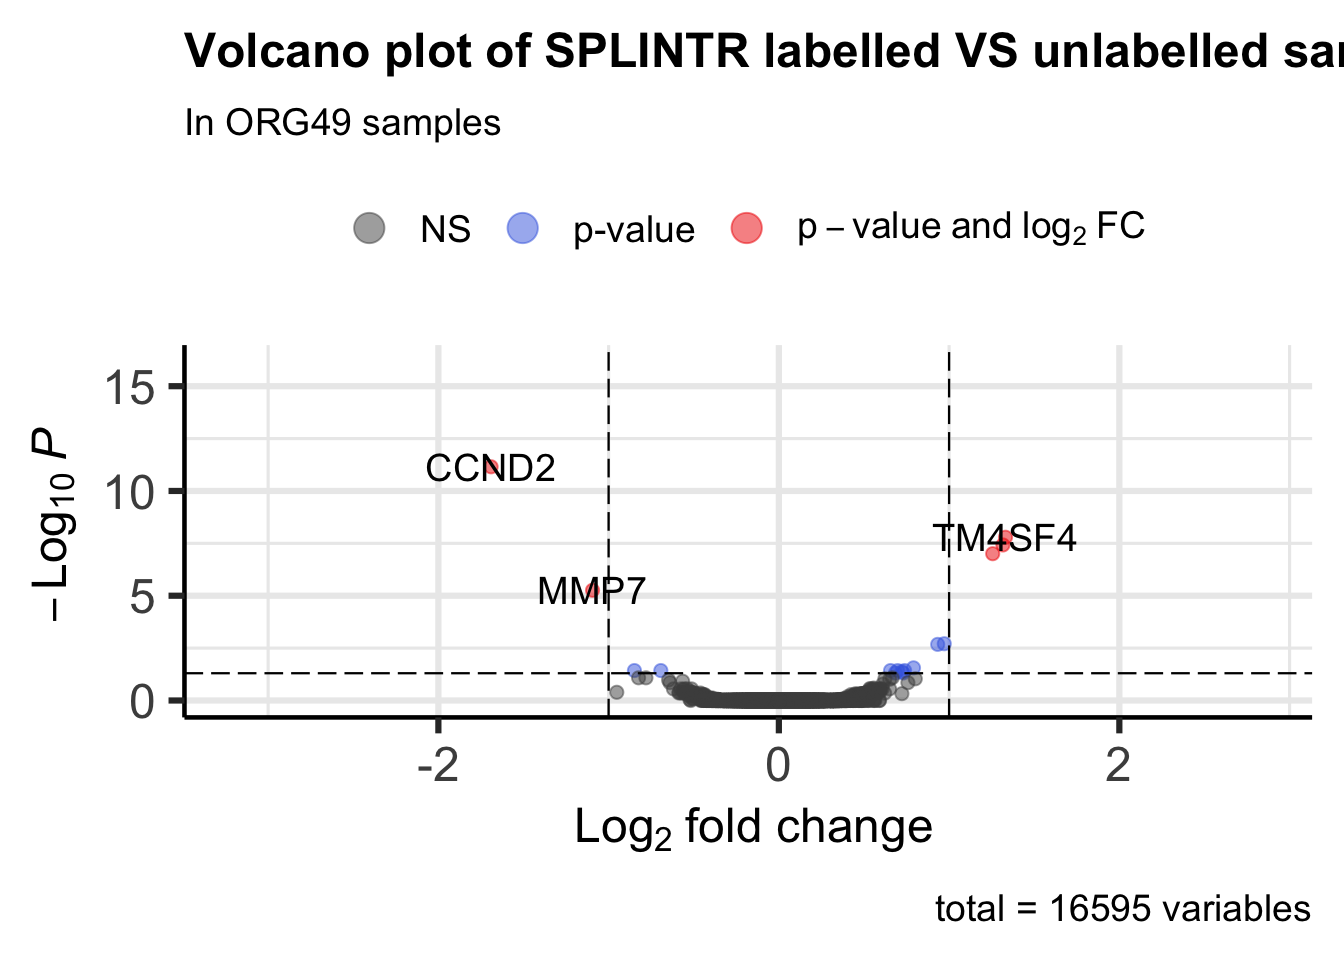 Volcano plot of SPLINTR labelled VS unlabelled
In ORG49 samples
NS p-value p – value and log₂ FC
– Log₁₀ P
15
10
5
0
CCND2
TM4SF4
MMP7
-2 0 2
Log₂ fold change
total = 16595 variables